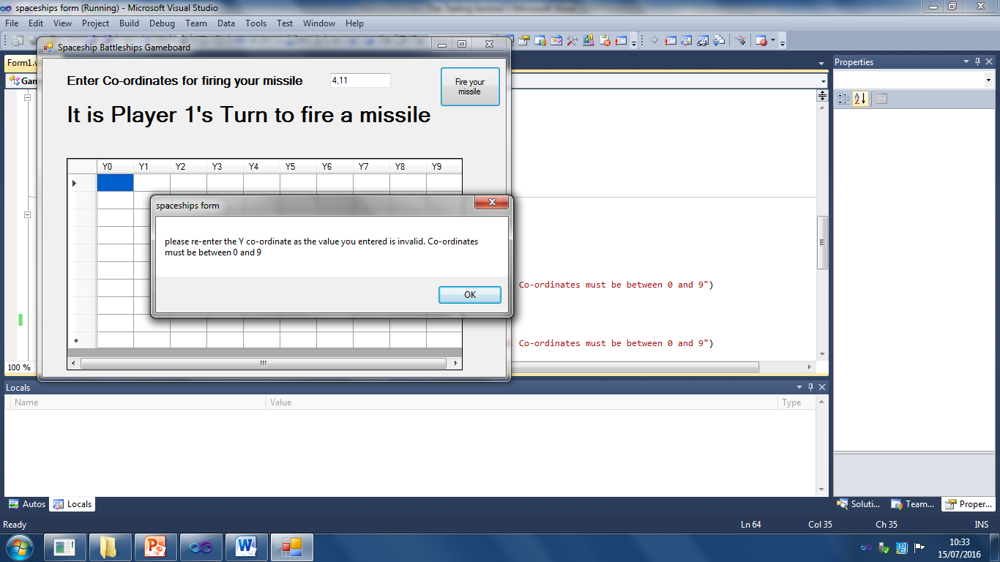 spaceships form (Running) - Microsoft Visual Studio
File Edit View Project Build Debug Team Data Tools Test Window Help
Spaceship Battleships Gameboard
Form1.v
Enter Co-ordinates for firing your missile 4,11
Fire your
missile
It is Player 1's Turn to fire a missile
Y0 Y1 Y2 Y3 Y4 Y5 Y6 Y7 Y8 Y9
spaceships form
please re-enter the Y co-ordinate as the value you entered is invalid. Co-ordinates
must be between 0 and 9
OK
Co-ordinates must be between 0 and 9")
Co-ordinates must be between 0 and 9")
100 %
Properties
Locals
Name Value Type
Autos Locals
Soluti... Team... Proper...
Ready Ln 64 Col 35 Ch 35 INS
10:33
15/07/2016